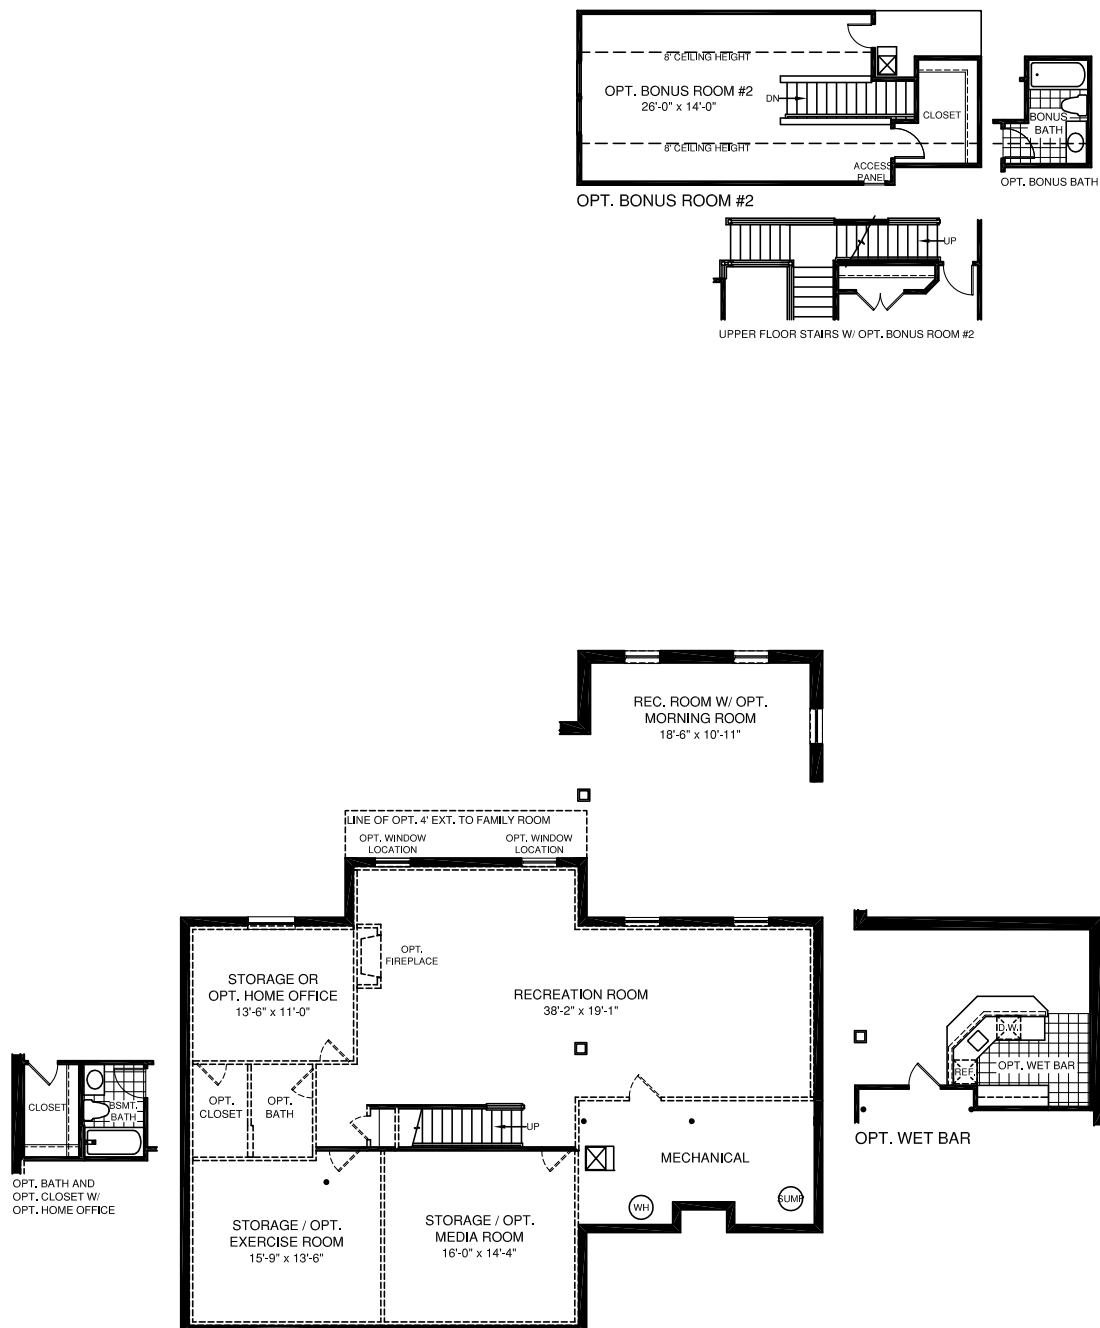 8' CEILING HEIGHT
OPT. BONUS ROOM #2
26'-0" x 14'-0"
DN
CLOSET
8' CEILING HEIGHT
ACCESS
PANEL
OPT. BONUS ROOM #2
BONUS
BATH
OPT. BONUS BATH
UP
UPPER FLOOR STAIRS W/ OPT. BONUS ROOM #2
REC. ROOM W/ OPT.
MORNING ROOM
18'-6" x 10'-11"
LINE OF OPT. 4' EXT. TO FAMILY ROOM
OPT. WINDOW
LOCATION
OPT. WINDOW
LOCATION
OPT.
FIREPLACE
STORAGE OR
OPT. HOME OFFICE
13'-6" x 11'-0"
RECREATION ROOM
38'-2" x 19'-1"
D.W.
REF.
OPT. WET BAR
OPT. WET BAR
CLOSET
BSMT.
BATH
OPT. BATH AND
OPT. CLOSET W/
OPT. HOME OFFICE
OPT.
CLOSET
OPT.
BATH
UP
MECHANICAL
WH
SUMP
STORAGE / OPT.
EXERCISE ROOM
15'-9" x 13'-6"
STORAGE / OPT.
MEDIA ROOM
16'-0" x 14'-4"